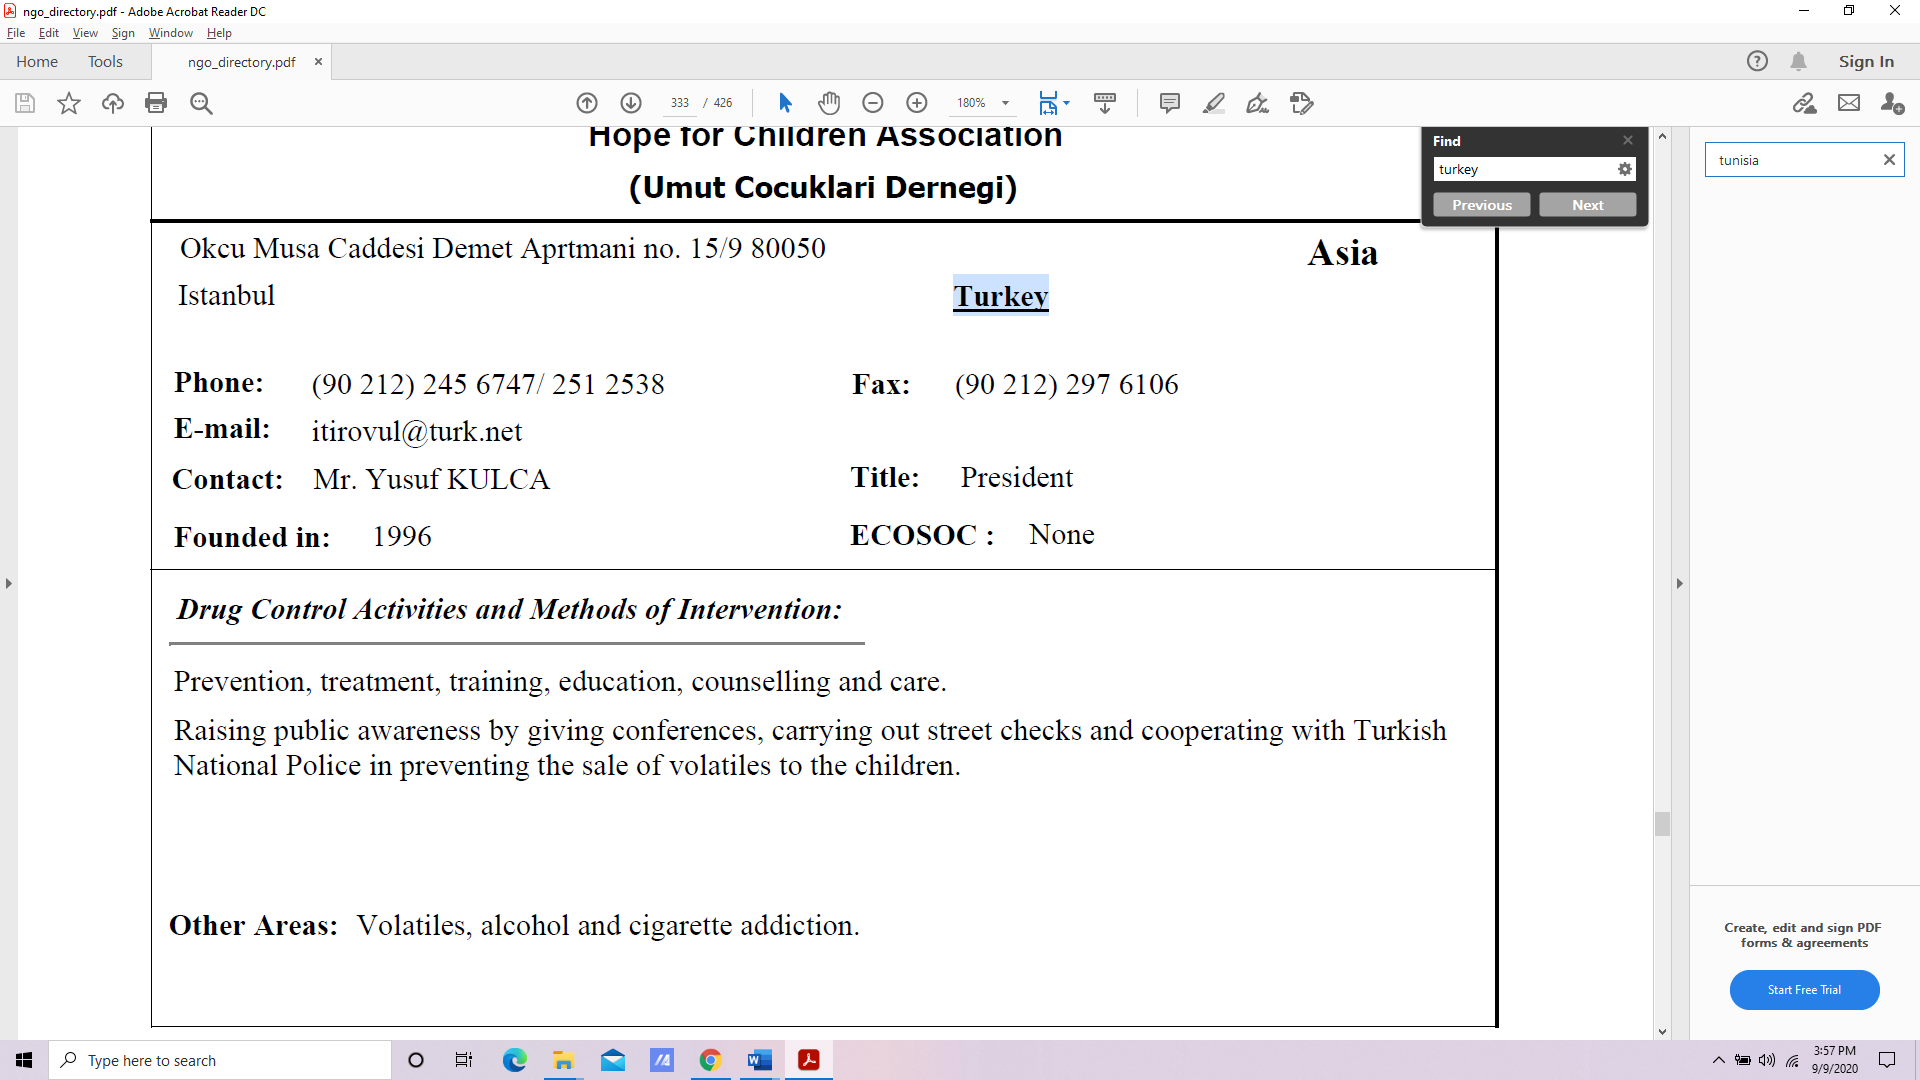 ngo_directory.pdf - Adobe Acrobat Reader DC
File Edit View Sign Window Help
Home Tools ngo_directory.pdf × Sign In
333 / 426 180%
Hope for Children Association
(Umut Cocuklari Dernegi)
Find
turkey
Previous Next
tunisia
Okcu Musa Caddesi Demet Aprtmani no. 15/9 80050 Asia
Istanbul Turkey
Phone: (90 212) 245 6747/ 251 2538 Fax: (90 212) 297 6106
E-mail: itirovul@turk.net
Contact: Mr. Yusuf KULCA Title: President
Founded in: 1996 ECOSOC : None
Drug Control Activities and Methods of Intervention:
Prevention, treatment, training, education, counselling and care.
Raising public awareness by giving conferences, carrying out street checks and cooperating with Turkish
National Police in preventing the sale of volatiles to the children.
Other Areas: Volatiles, alcohol and cigarette addiction.
Create, edit and sign PDF
forms & agreements
Start Free Trial
Type here to search
3:57 PM
9/9/2020